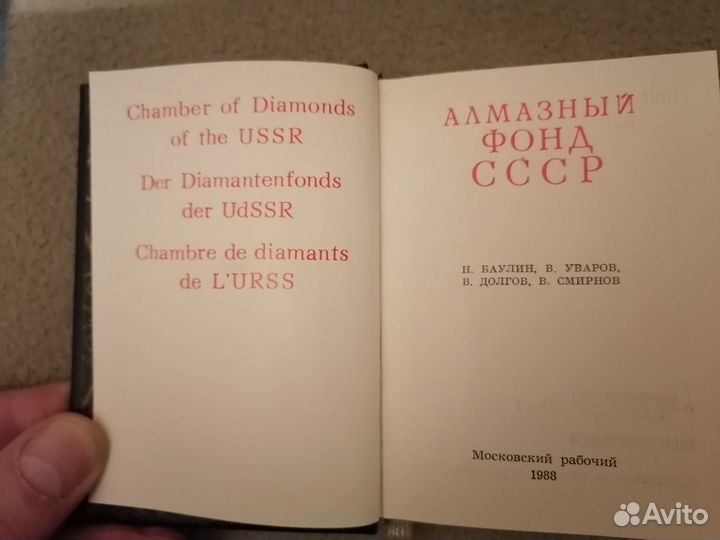 Chamber of Diamonds
of the USSR
Der Diamantenfonds
der UdSSR
Chambre de diamants
de L'URSS
АЛМАЗНЫЙ
ФОНД
СССР
Н. БАУЛИН, В. УВАРОВ,
В. ДОЛГОВ, В. СМИРНОВ
Московский рабочий
1988
Avito